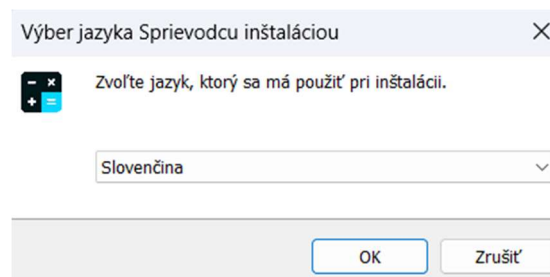 Výber jazyka Sprievodcu inštaláciou
Zvoľte jazyk, ktorý sa má použiť pri inštalácii.
Slovenčina
OK
Zrušiť